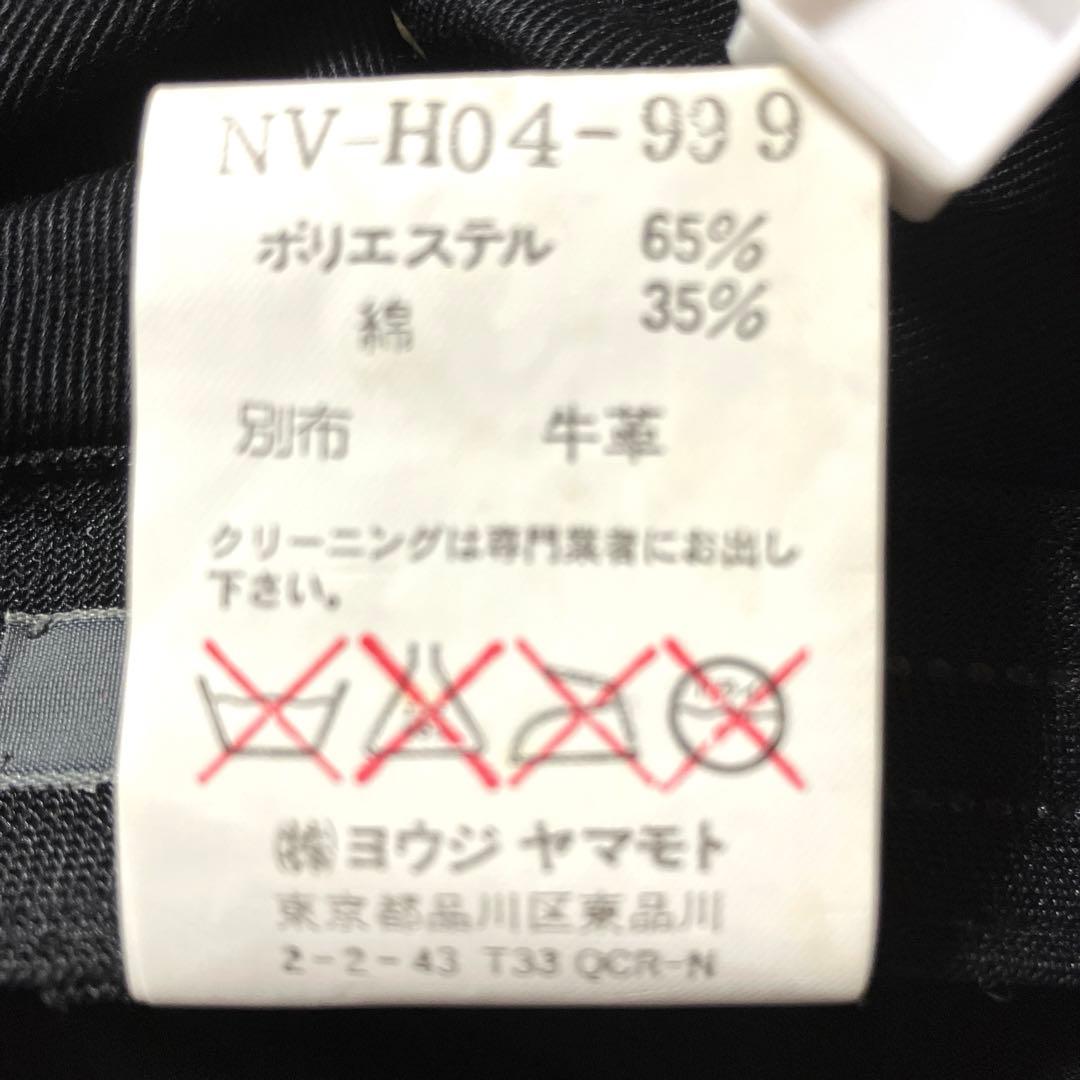 NV-H04-999
ポリエステル 65%
綿 35%
別布 牛革
クリーニングは専門業者にお出し
下さい。
㈱ヨウジ ヤマモト
東京都品川区東品川
2-2-43 T33 QCR-N